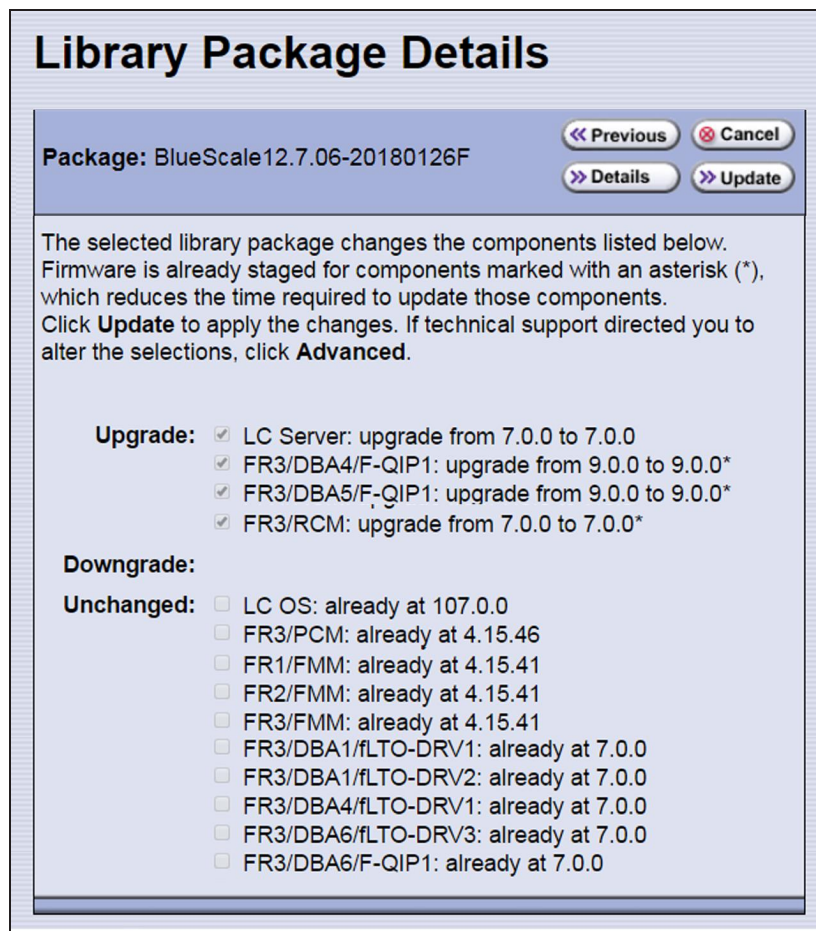 Library Package Details
Package: BlueScale12.7.06-20180126F
Previous
Cancel
Details
Update
The selected library package changes the components listed below.
Firmware is already staged for components marked with an asterisk (*),
which reduces the time required to update those components.
Click Update to apply the changes. If technical support directed you to
alter the selections, click Advanced.
Upgrade: LC Server: upgrade from 7.0.0 to 7.0.0
FR3/DBA4/F-QIP1: upgrade from 9.0.0 to 9.0.0*
FR3/DBA5/F-QIP1: upgrade from 9.0.0 to 9.0.0*
FR3/RCM: upgrade from 7.0.0 to 7.0.0*
Downgrade:
Unchanged: LC OS: already at 107.0.0
FR3/PCM: already at 4.15.46
FR1/FMM: already at 4.15.41
FR2/FMM: already at 4.15.41
FR3/FMM: already at 4.15.41
FR3/DBA1/fLTO-DRV1: already at 7.0.0
FR3/DBA1/fLTO-DRV2: already at 7.0.0
FR3/DBA4/fLTO-DRV1: already at 7.0.0
FR3/DBA6/fLTO-DRV3: already at 7.0.0
FR3/DBA6/F-QIP1: already at 7.0.0